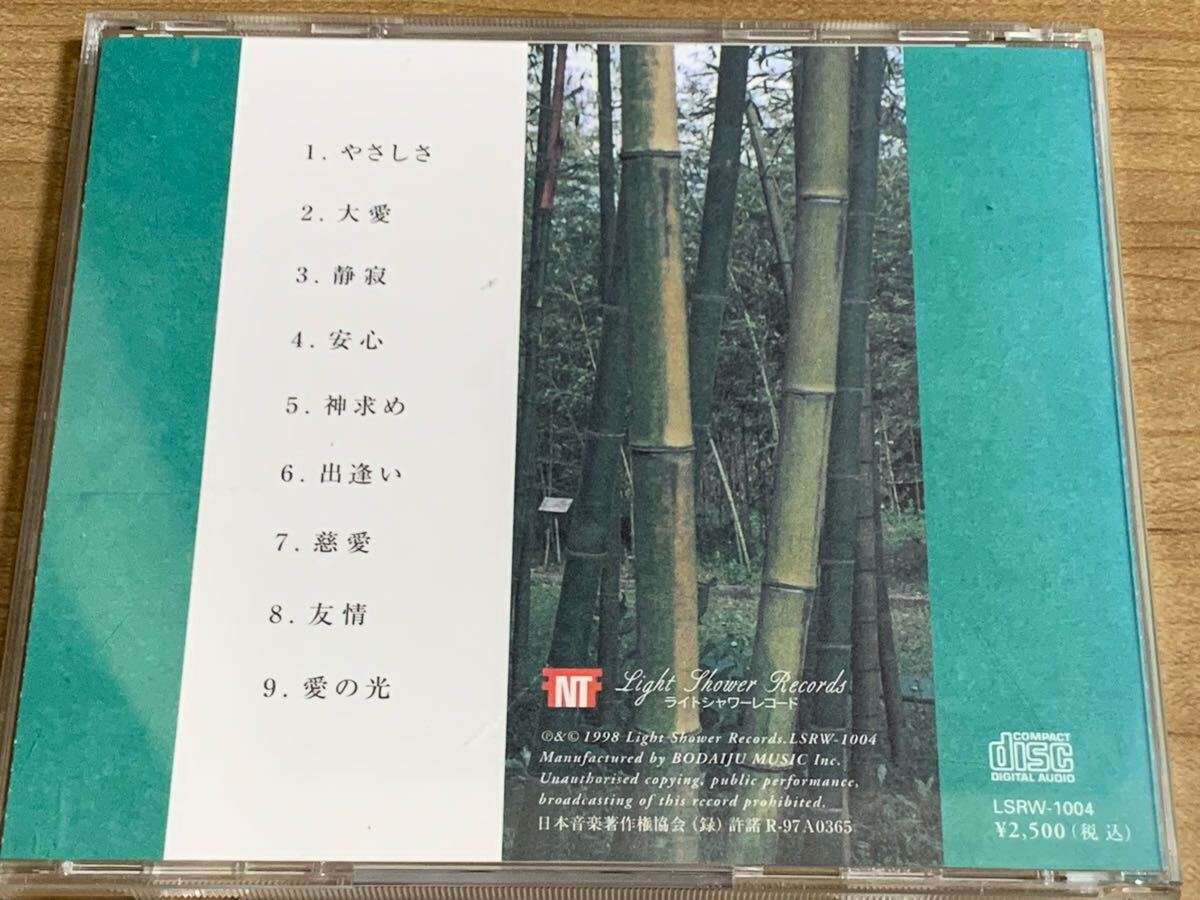 1. やさしさ
2. 大愛
3. 静寂
4. 安心
5. 神求め
6. 出逢い
7. 慈愛
8. 友情
9. 愛の光
NT Light Shower Records
ライトシャワーレコード
℗&© 1998 Light Shower Records.LSRW-1004
Manufactured by BODAIJU MUSIC Inc.
Unauthorised copying, public performance,
broadcasting of this record prohibited.
日本音楽著作権協会(録)許諾 R-97A0365
COMPACT
disc
DIGITAL AUDIO
LSRW-1004
¥2,500(税込)